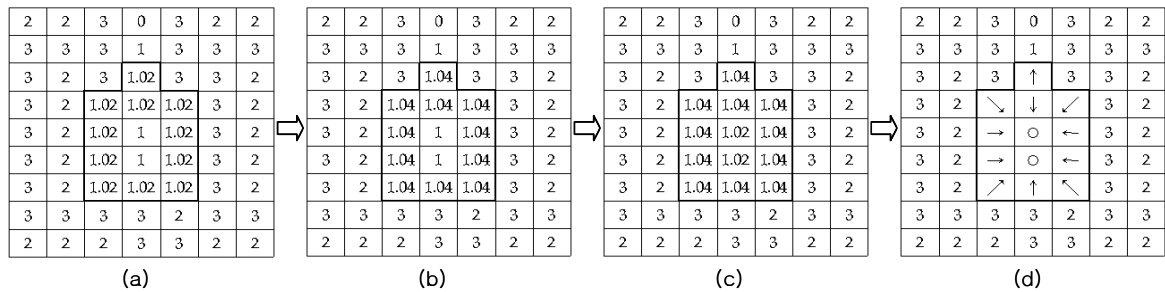 2 2 3 0 3 2 2
3 3 3 1 3 3 3
3 2 3 1.02 3 3 2
3 2 1.02 1.02 1.02 3 2
3 2 1.02 1 1.02 3 2
3 2 1.02 1 1.02 3 2
3 2 1.02 1.02 1.02 3 2
3 3 3 3 2 3 3
2 2 2 3 3 2 2
(a)
2 2 3 0 3 2 2
3 3 3 1 3 3 3
3 2 3 1.04 3 3 2
3 2 1.04 1.04 1.04 3 2
3 2 1.04 1 1.04 3 2
3 2 1.04 1 1.04 3 2
3 2 1.04 1.04 1.04 3 2
3 3 3 3 2 3 3
2 2 2 3 3 2 2
(b)
2 2 3 0 3 2 2
3 3 3 1 3 3 3
3 2 3 1.04 3 3 2
3 2 1.04 1.04 1.04 3 2
3 2 1.04 1.02 1.04 3 2
3 2 1.04 1.02 1.04 3 2
3 2 1.04 1.04 1.04 3 2
3 3 3 3 2 3 3
2 2 2 3 3 2 2
(c)
2 2 3 0 3 2 2
3 3 3 1 3 3 3
3 2 3 ↑ 3 3 2
3 2 ↘ ↓ ↙ 3 2
3 2 → ○ ← 3 2
3 2 → ○ ← 3 2
3 2 ↗ ↑ ↖ 3 2
3 3 3 3 2 3 3
2 2 2 3 3 2 2
(d)